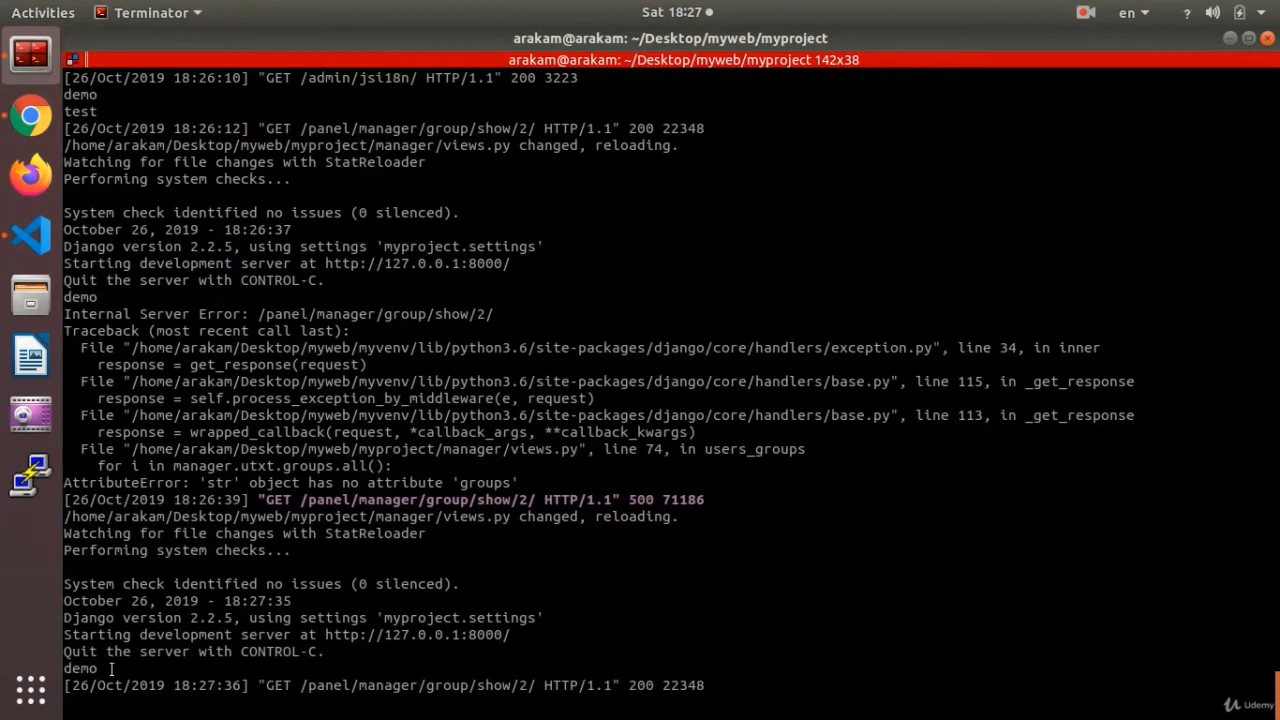 Activities
Terminator
Sat 18:27
en
?
arakam@arakam: ~/Desktop/myweb/myproject
arakam@arakam: ~/Desktop/myweb/myproject 142x38
[26/Oct/2019 18:26:10] "GET /admin/jsi18n/ HTTP/1.1" 200 3223
demo
test
[26/Oct/2019 18:26:12] "GET /panel/manager/group/show/2/ HTTP/1.1" 200 22348
/home/arakam/Desktop/myweb/myproject/manager/views.py changed, reloading.
Watching for file changes with StatReloader
Performing system checks...
System check identified no issues (0 silenced).
October 26, 2019 - 18:26:37
Django version 2.2.5, using settings 'myproject.settings'
Starting development server at http://127.0.0.1:8000/
Quit the server with CONTROL-C.
demo
Internal Server Error: /panel/manager/group/show/2/
Traceback (most recent call last):
  File "/home/arakam/Desktop/myweb/myvenv/lib/python3.6/site-packages/django/core/handlers/exception.py", line 34, in inner
    response = get_response(request)
  File "/home/arakam/Desktop/myweb/myvenv/lib/python3.6/site-packages/django/core/handlers/base.py", line 115, in _get_response
    response = self.process_exception_by_middleware(e, request)
  File "/home/arakam/Desktop/myweb/myvenv/lib/python3.6/site-packages/django/core/handlers/base.py", line 113, in _get_response
    response = wrapped_callback(request, *callback_args, **callback_kwargs)
  File "/home/arakam/Desktop/myweb/myproject/manager/views.py", line 74, in users_groups
    for i in manager.utxt.groups.all():
AttributeError: 'str' object has no attribute 'groups'
[26/Oct/2019 18:26:39] "GET /panel/manager/group/show/2/ HTTP/1.1" 500 71186
/home/arakam/Desktop/myweb/myproject/manager/views.py changed, reloading.
Watching for file changes with StatReloader
Performing system checks...
System check identified no issues (0 silenced).
October 26, 2019 - 18:27:35
Django version 2.2.5, using settings 'myproject.settings'
Starting development server at http://127.0.0.1:8000/
Quit the server with CONTROL-C.
demo
[26/Oct/2019 18:27:36] "GET /panel/manager/group/show/2/ HTTP/1.1" 200 22348
Udemy